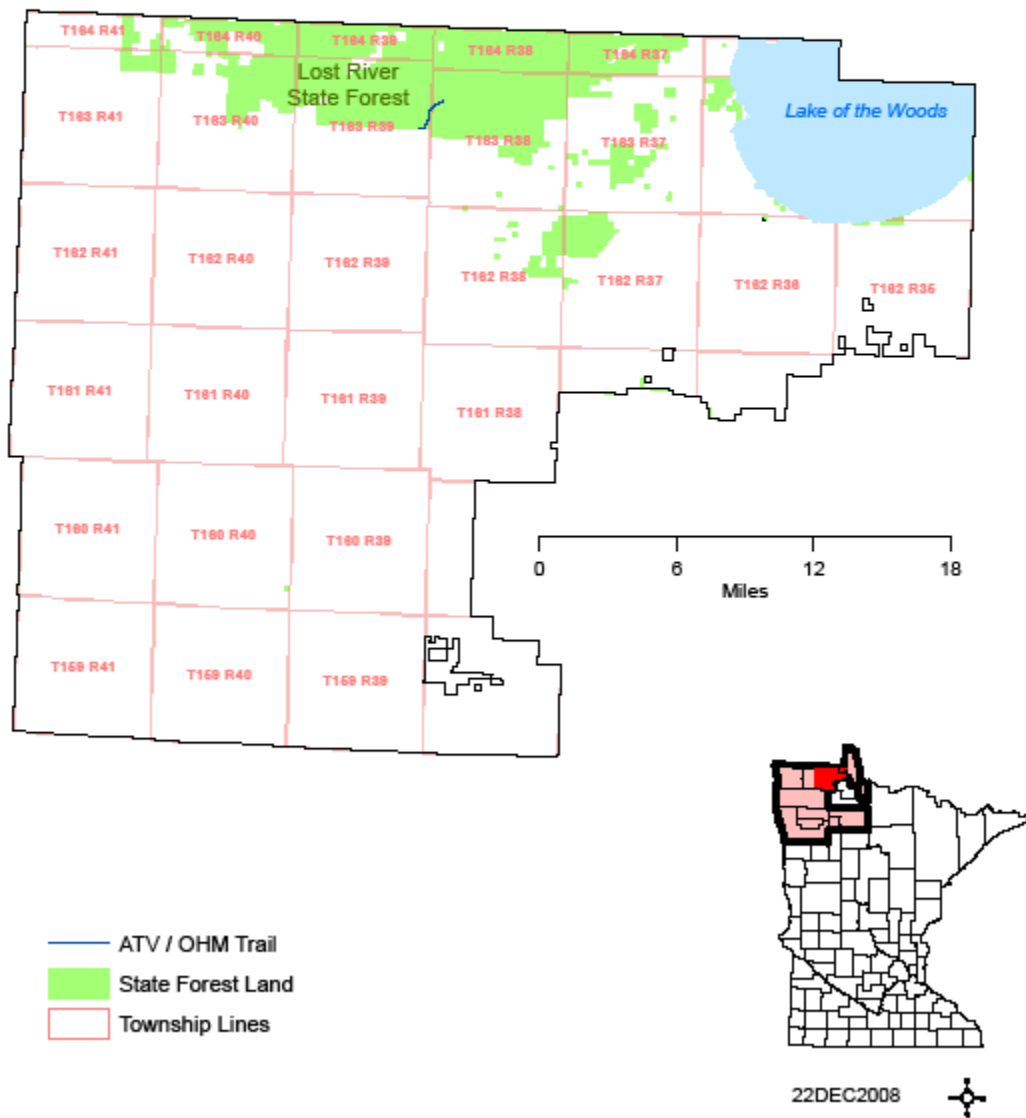 T164 R41
T164 R40
T164 R39
T164 R38
T164 R37
Lost River
State Forest
Lake of the Woods
T163 R41
T163 R40
T163 R39
T163 R38
T163 R37
T162 R41
T162 R40
T162 R39
T162 R38
T162 R37
T162 R36
T162 R35
T161 R41
T161 R40
T161 R39
T161 R38
T160 R41
T160 R40
T160 R39
0 6 12 18
Miles
T159 R41
T159 R40
T159 R39
ATV / OHM Trail
State Forest Land
Township Lines
22DEC2008